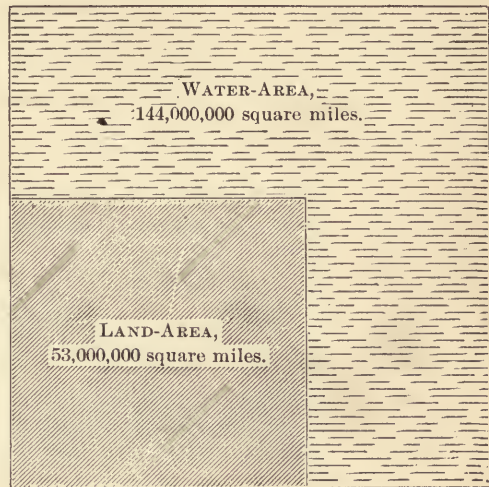 WATER-AREA,
144,000,000 square miles.
LAND-AREA,
53,000,000 square miles.